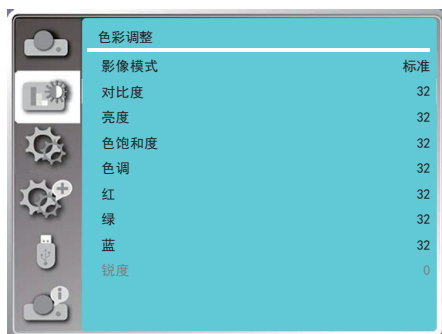 色彩调整
影像模式 标准
对比度 32
亮度 32
色饱和度 32
色调 32
红 32
绿 32
蓝 32
锐度 0